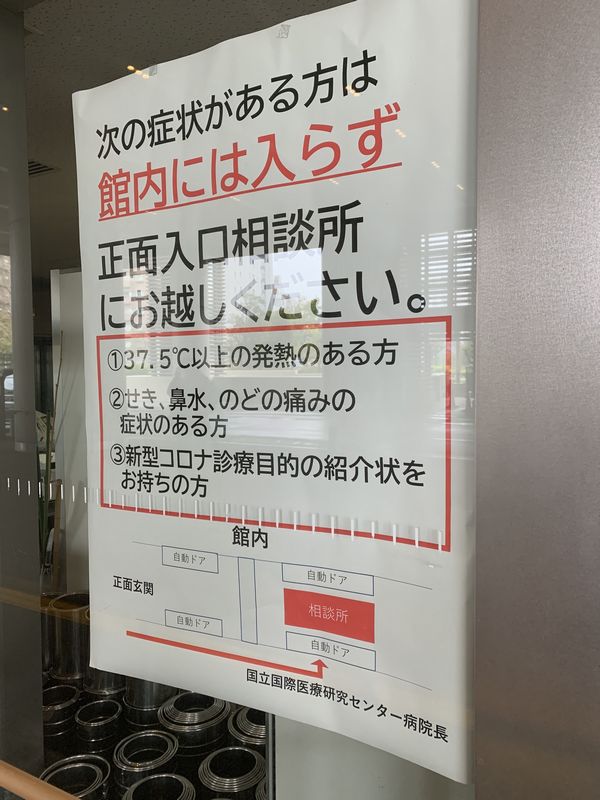 次の症状がある方は
館内には入らず
正面入口相談所
にお越しください。
①37.5℃以上の発熱のある方
②せき、鼻水、のどの痛みの
症状のある方
③新型コロナ診療目的の紹介状を
お持ちの方
館内
自動ドア
自動ドア
正面玄関
相談所
自動ドア
自動ドア
国立国際医療研究センター病院長